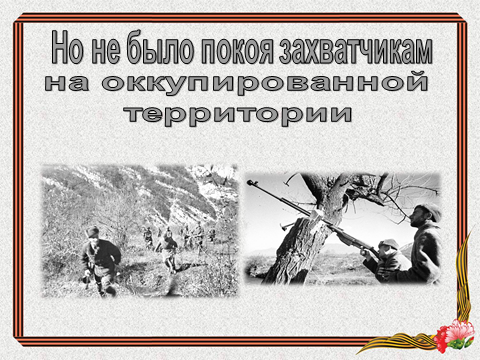 Но не было покоя захватчикам
на оккупированной
территории